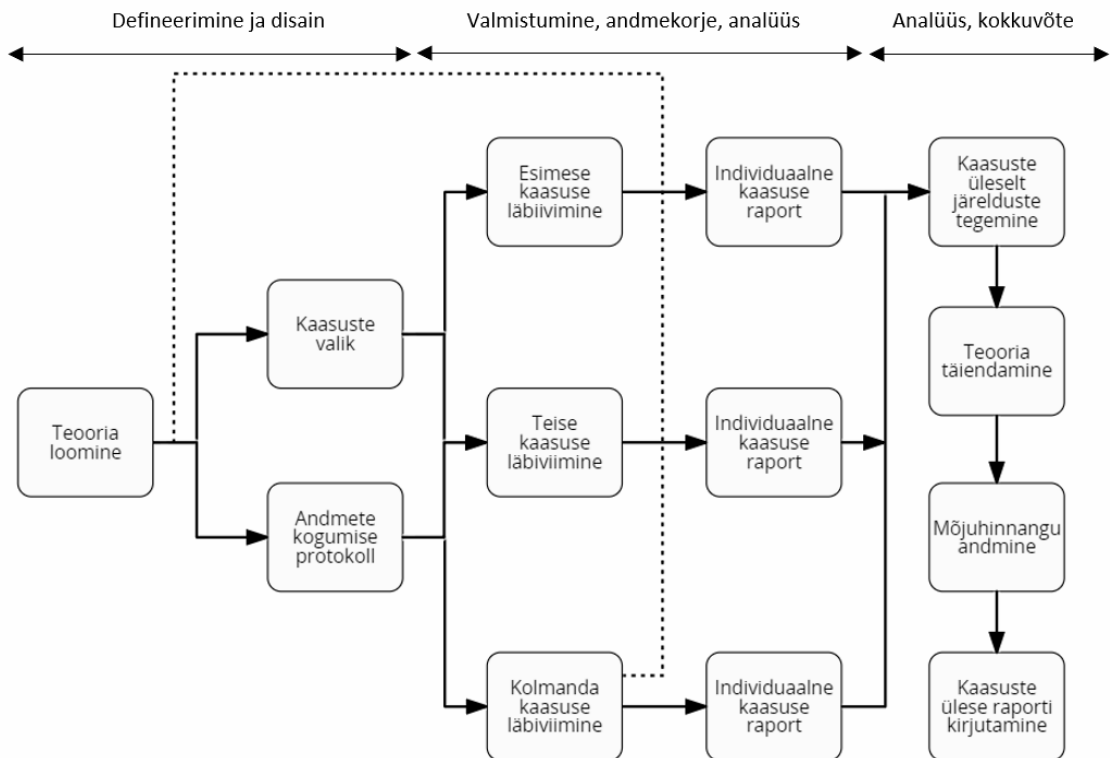 Defineerimine ja disain
Valmistumine, andmekorje, analüüs
Analüüs, kokkuvõte
Teooria
loomine
Kaasuste
valik
Andmete
kogumise
protokoll
Esimese
kaasuse
läbiivimine
Teise
kaasuse
läbiviimine
Kolmanda
kaasuse
läbiviimine
Individuaalne
kaasuse
raport
Individuaalne
kaasuse
raport
Individuaalne
kaasuse
raport
Kaasuste
üleselt
järelduste
tegemine
Teooria
täiendamine
Mõjuhinnangu
andmine
Kaasuste
ülese raporti
kirjutamine